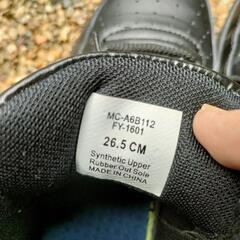 MC-A6B112
FY-1601
26.5 CM
Synthetic Upper
Rubber Out Sole
MADE IN CHINA